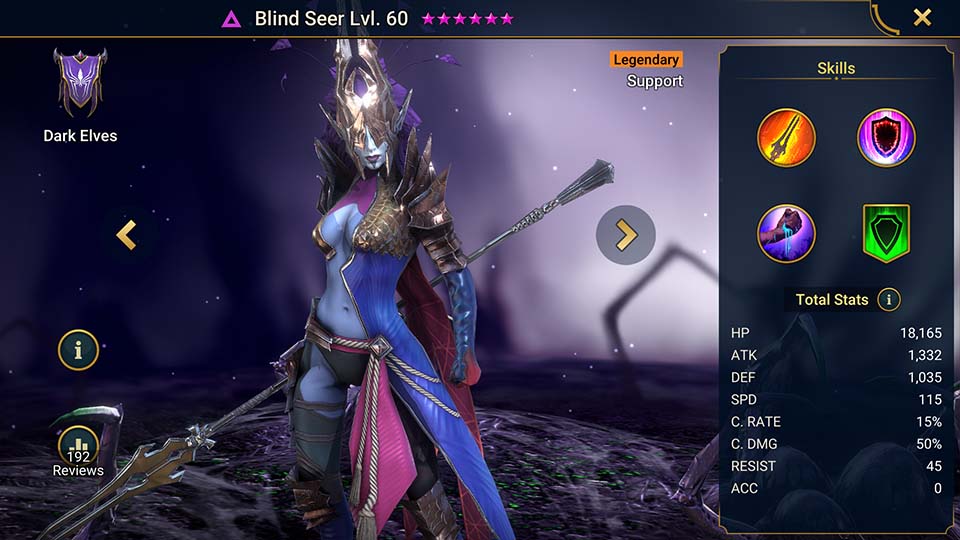 Blind Seer Lvl. 60
Dark Elves
Legendary
Support
192
Reviews
Skills
Total Stats
HP 18,165
ATK 1,332
DEF 1,035
SPD 115
C. RATE 15%
C. DMG 50%
RESIST 45
ACC 0